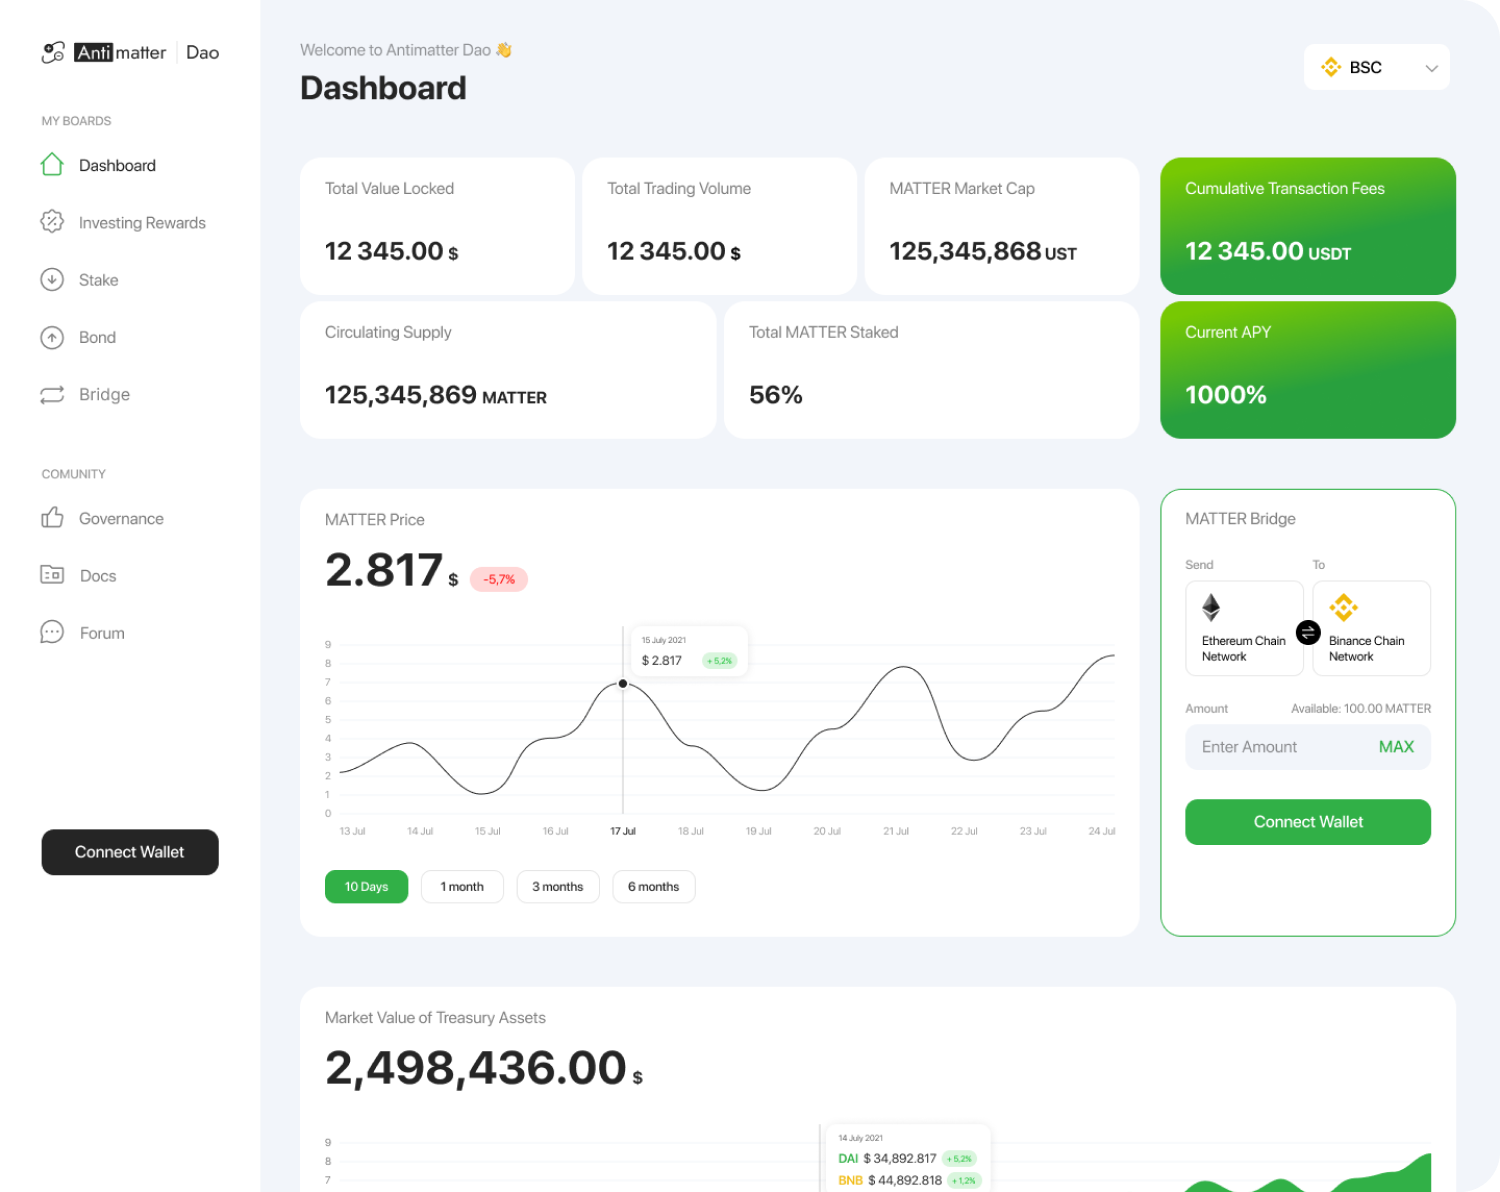 Antimatter Dao
MY BOARDS
Dashboard
Investing Rewards
Stake
Bond
Bridge
COMUNITY
Governance
Docs
Forum
Connect Wallet
Welcome to Antimatter Dao 👋
Dashboard
BSC
Total Value Locked
12 345.00 $
Total Trading Volume
12 345.00 $
MATTER Market Cap
125,345,868 UST
Cumulative Transaction Fees
12 345.00 USDT
Circulating Supply
125,345,869 MATTER
Total MATTER Staked
56%
Current APY
1000%
MATTER Price
2.817 $ -5,7%
15 July 2021
$ 2.817 +5,2%
9
8
7
6
5
4
3
2
1
0
13 Jul 14 Jul 15 Jul 16 Jul 17 Jul 18 Jul 19 Jul 20 Jul 21 Jul 22 Jul 23 Jul 24 Jul
10 Days 1 month 3 months 6 months
MATTER Bridge
Send To
Ethereum Chain
Network
Binance Chain
Network
Amount Available: 100.00 MATTER
Enter Amount MAX
Connect Wallet
Market Value of Treasury Assets
2,498,436.00 $
14 July 2021
DAI $ 34,892.817 +5,2%
BNB $ 44,892.818 +1,2%
9
8
7